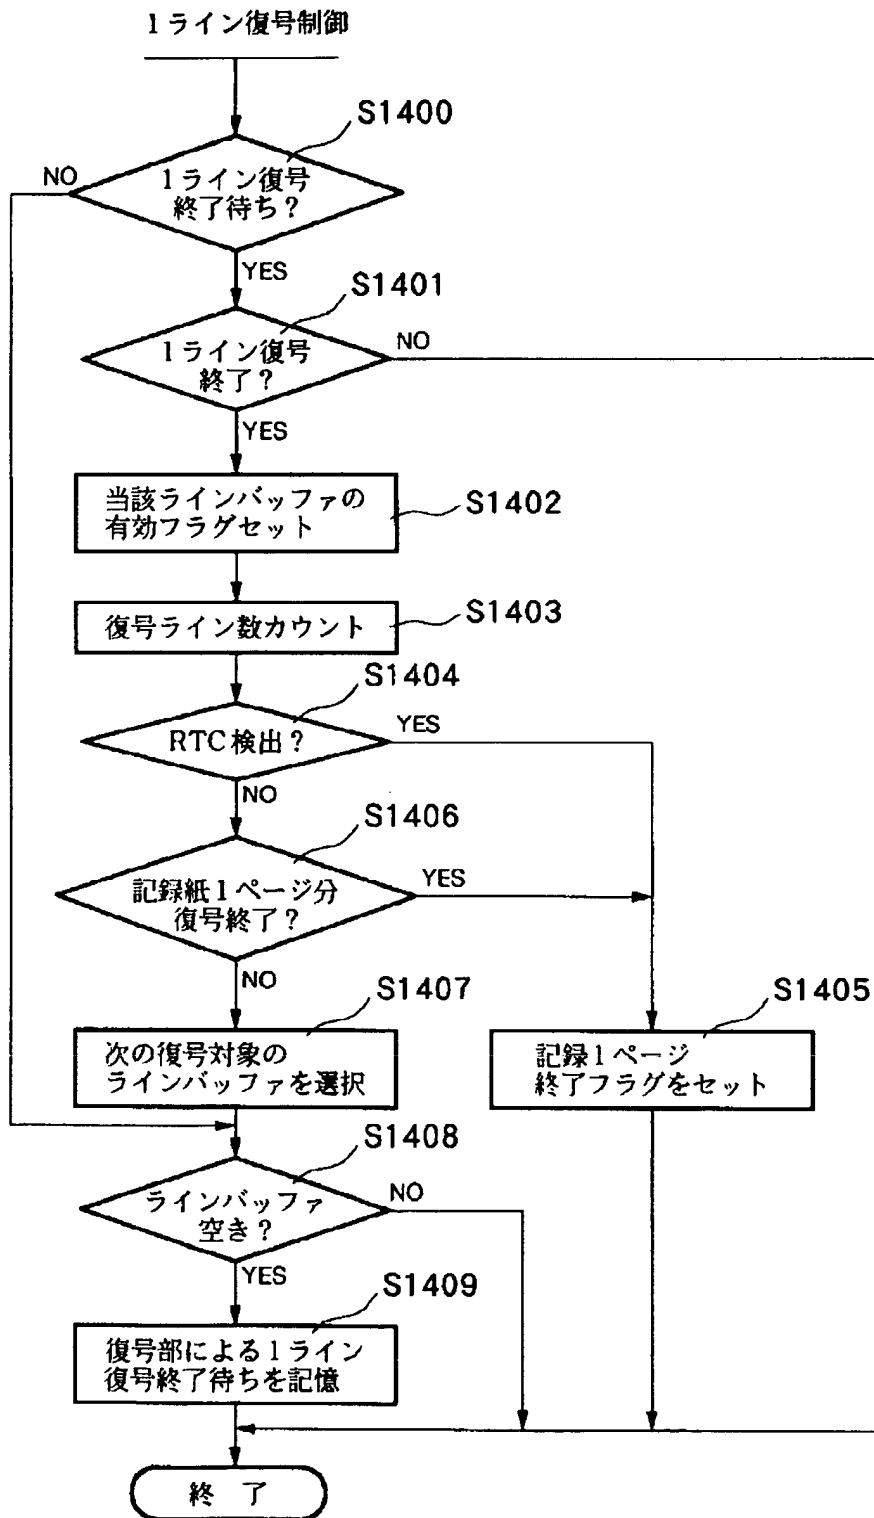 1ライン復号制御
S1400
1ライン復号
終了待ち?
NO
YES
S1401
1ライン復号
終了?
NO
YES
当該ラインバッファの
有効フラグセット
S1402
復号ライン数カウント
S1403
S1404
RTC検出?
YES
NO
S1406
記録紙1ページ分
復号終了?
YES
NO
S1407
次の復号対象の
ラインバッファを選択
S1405
記録1ページ
終了フラグをセット
S1408
ラインバッファ
空き?
NO
YES
S1409
復号部による1ライン
復号終了待ちを記憶
終 了